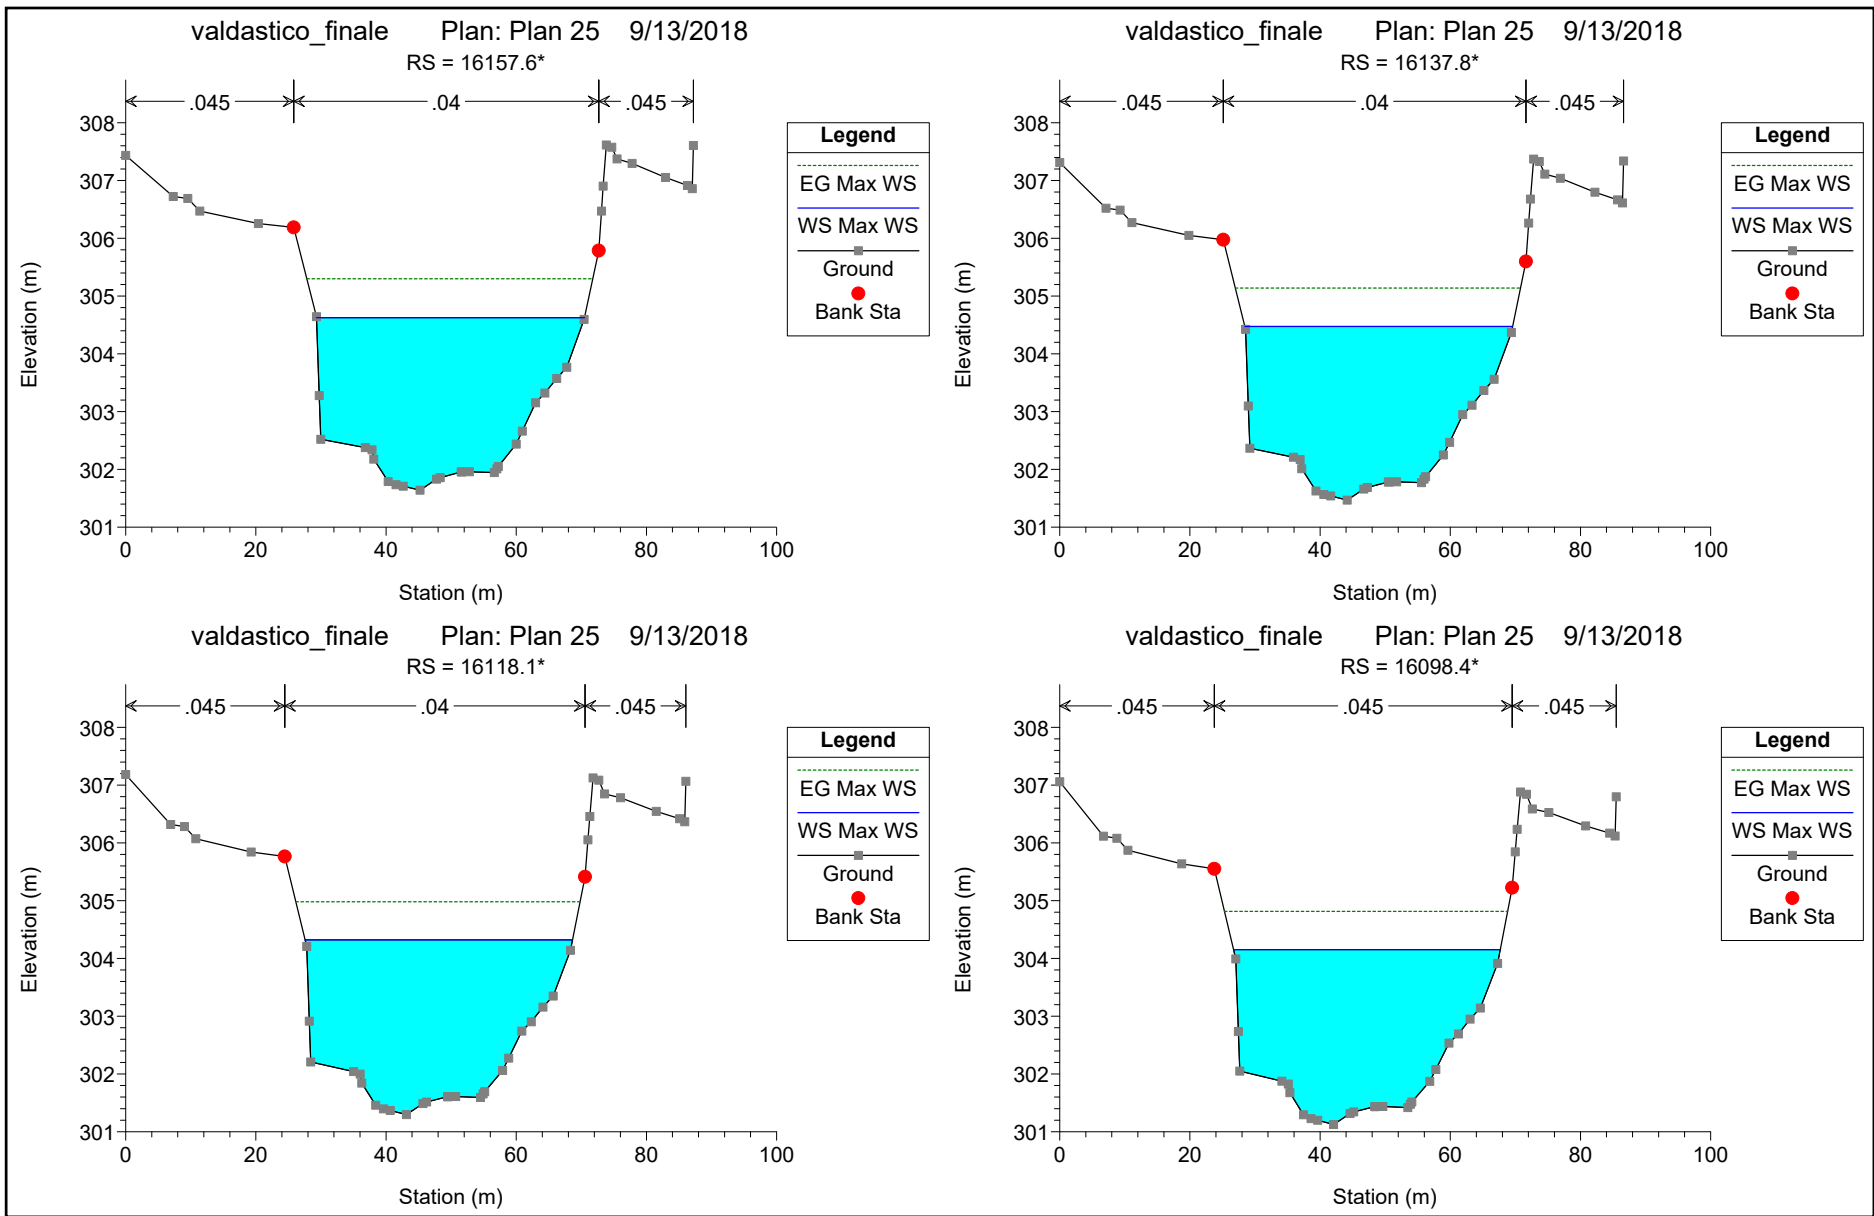 valdastico_finale Plan: Plan 25 9/13/2018
RS = 16157.6*
.045 .04 .045
308
307
306
305
304
303
302
301
0 20 40 60 80 100
Elevation (m)
Station (m)
Legend
EG Max WS
WS Max WS
Ground
Bank Sta
valdastico_finale Plan: Plan 25 9/13/2018
RS = 16137.8*
.045 .04 .045
308
307
306
305
304
303
302
301
0 20 40 60 80 100
Elevation (m)
Station (m)
Legend
EG Max WS
WS Max WS
Ground
Bank Sta
valdastico_finale Plan: Plan 25 9/13/2018
RS = 16118.1*
.045 .04 .045
308
307
306
305
304
303
302
301
0 20 40 60 80 100
Elevation (m)
Station (m)
Legend
EG Max WS
WS Max WS
Ground
Bank Sta
valdastico_finale Plan: Plan 25 9/13/2018
RS = 16098.4*
.045 .045 .045
308
307
306
305
304
303
302
301
0 20 40 60 80 100
Elevation (m)
Station (m)
Legend
EG Max WS
WS Max WS
Ground
Bank Sta